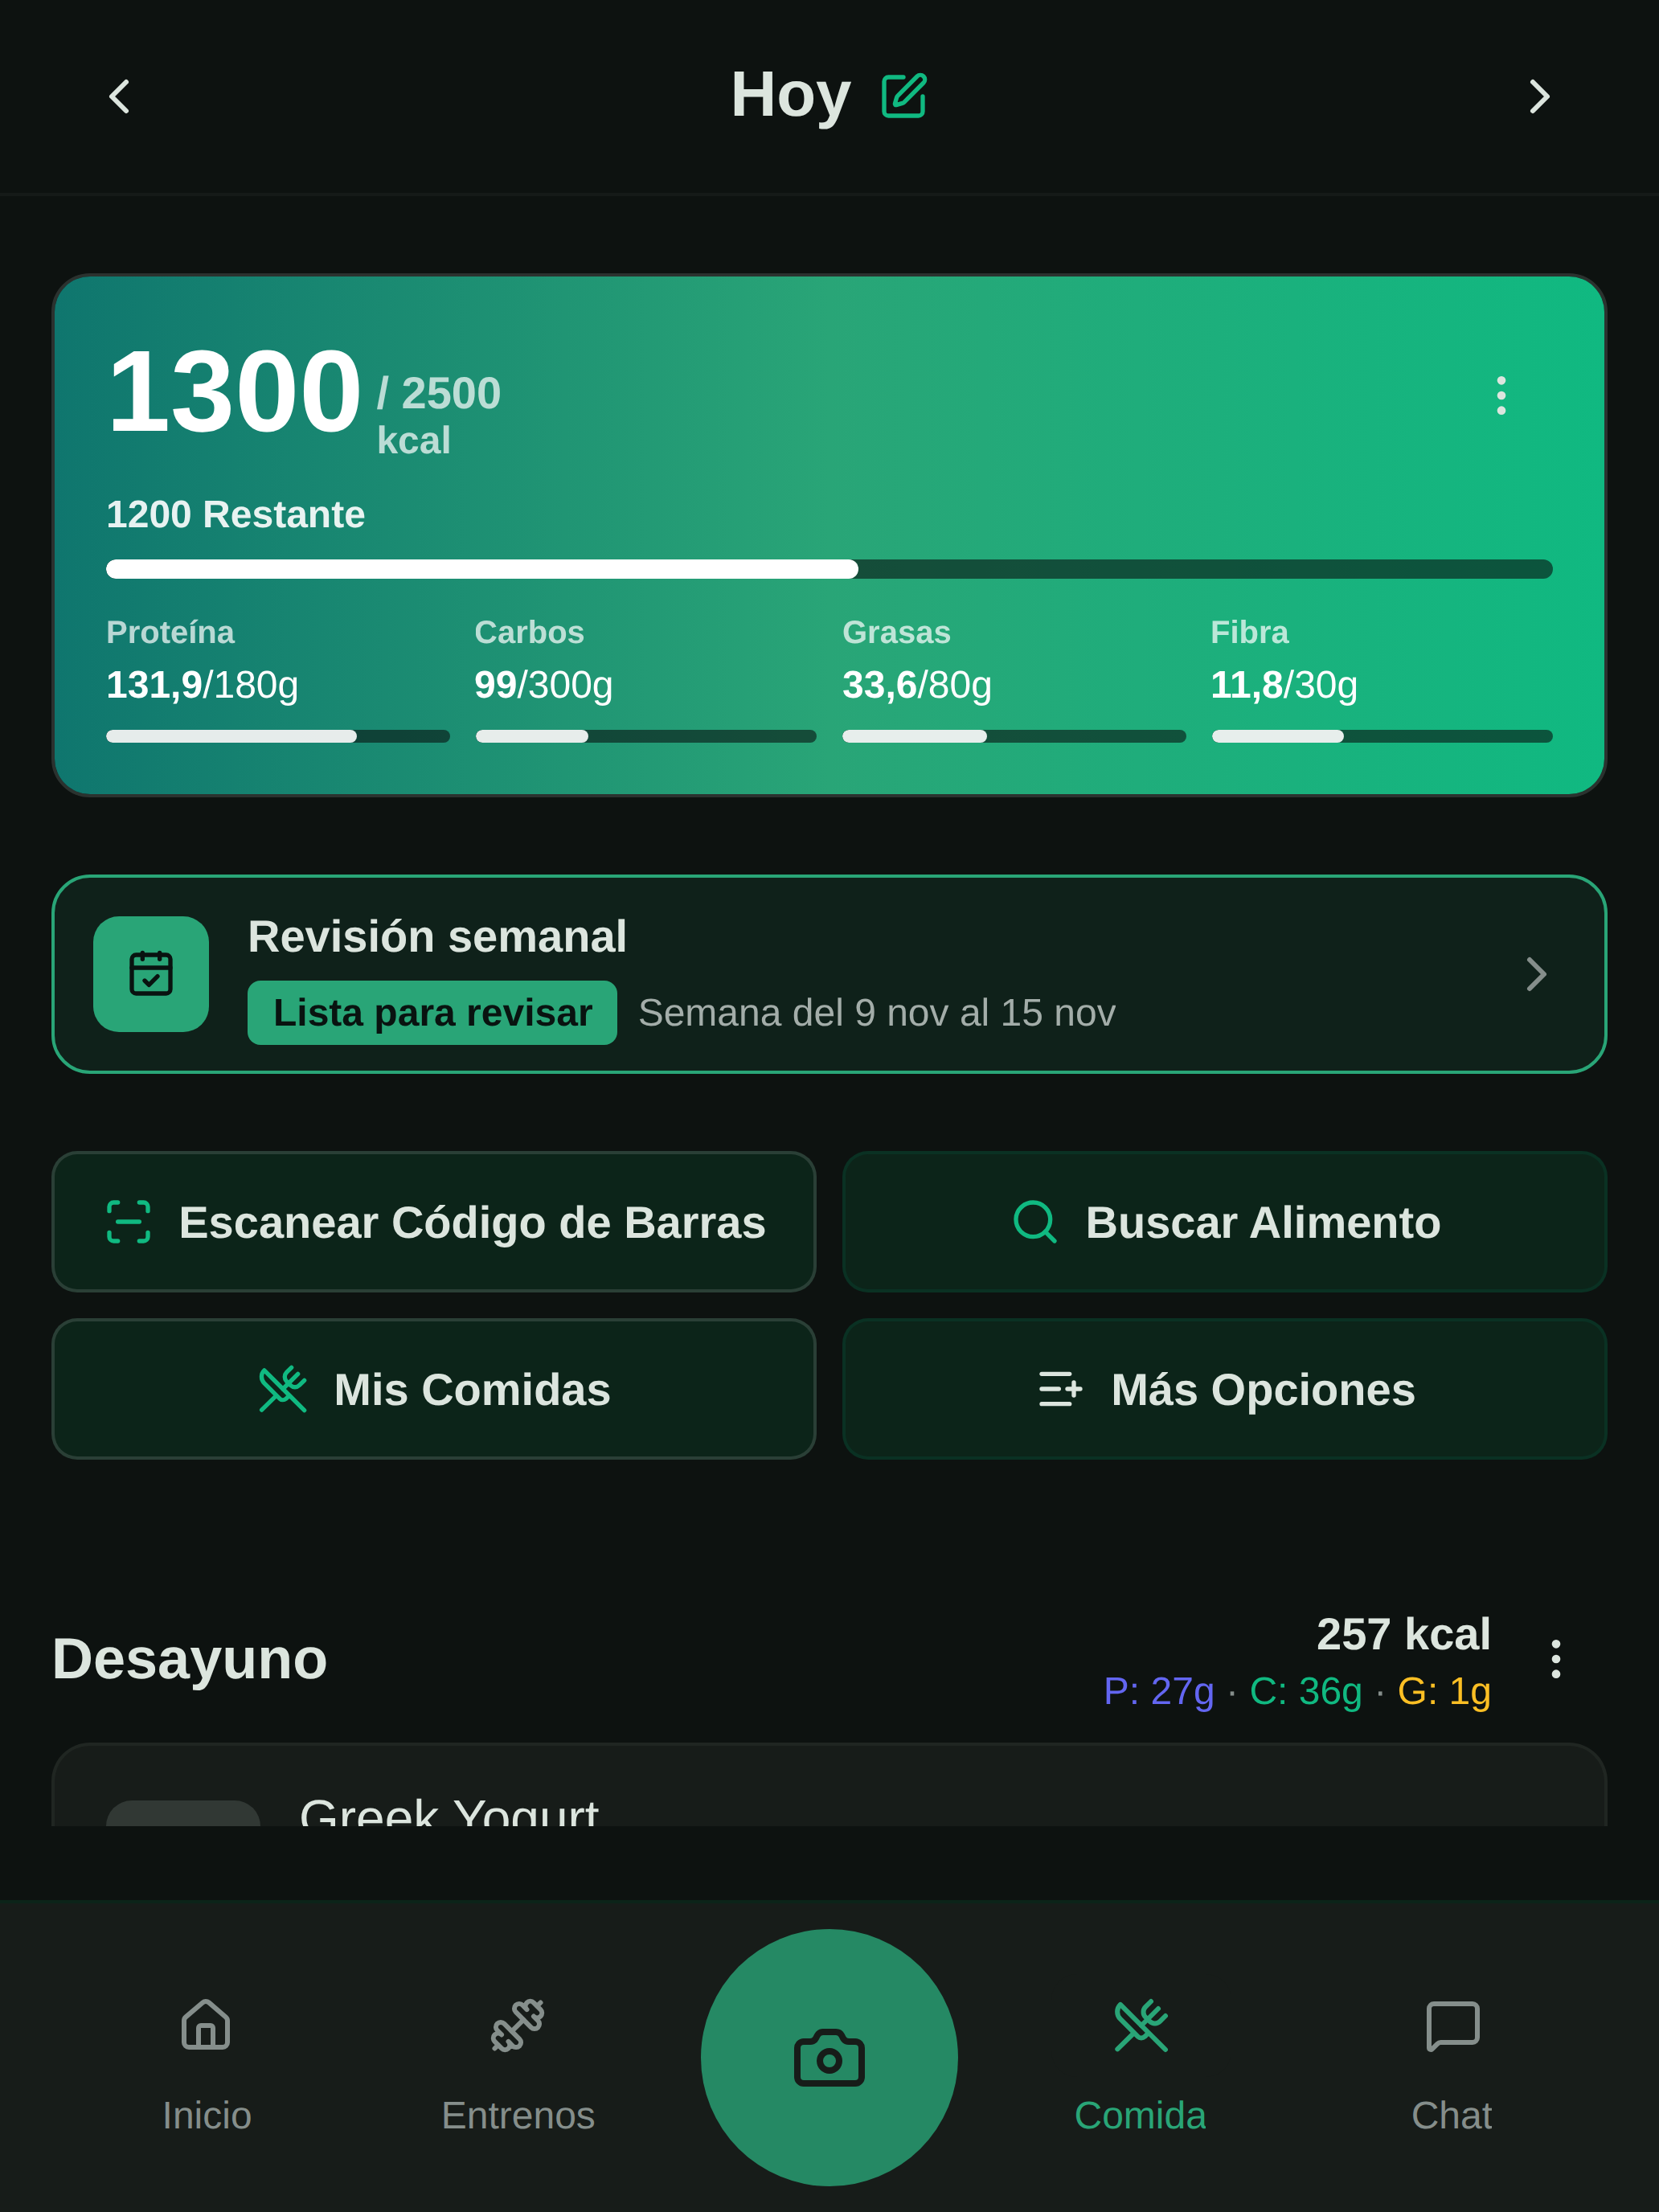 Hoy
1300 / 2500
kcal
1200 Restante
Proteína Carbos Grasas Fibra
131,9/180g 99/300g 33,6/80g 11,8/30g
Revisión semanal
Lista para revisar Semana del 9 nov al 15 nov
Escanear Código de Barras Buscar Alimento
Mis Comidas Más Opciones
Desayuno 257 kcal
P: 27g · C: 36g · G: 1g
Greek Yogurt
Inicio Entrenos Comida Chat